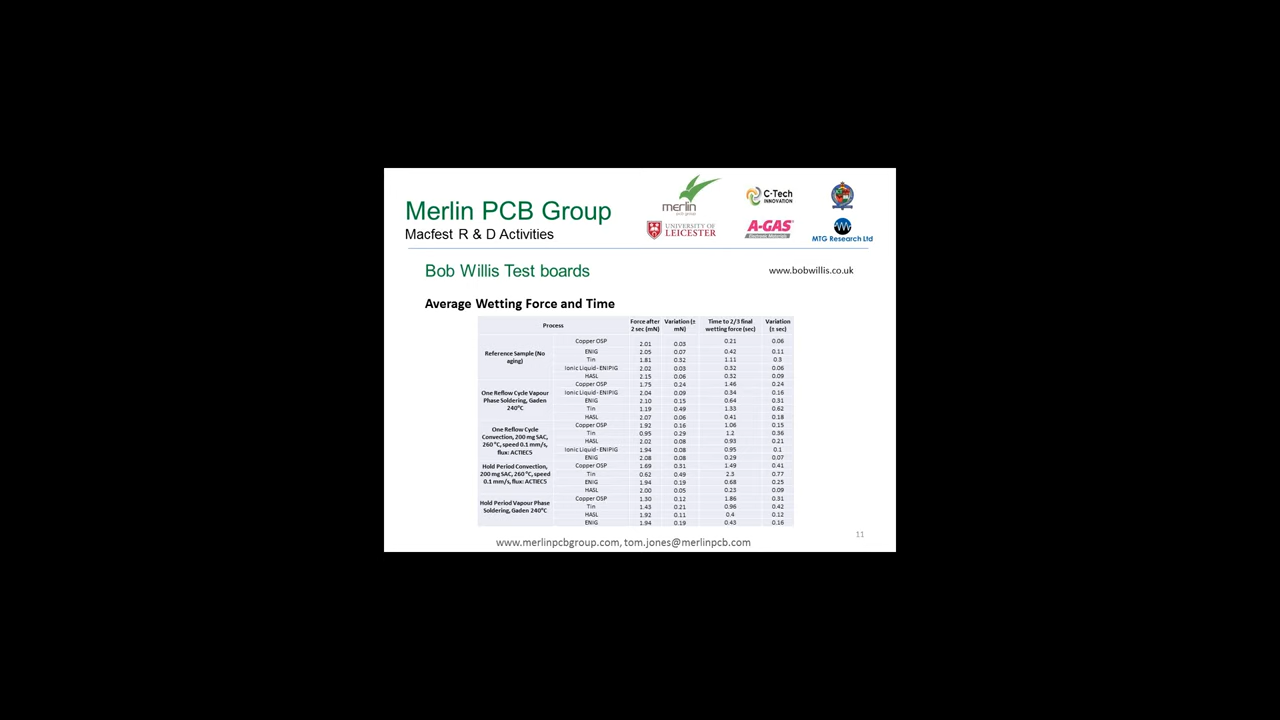 Merlin PCB Group
Macfest R & D Activities
merlin
pcb group
C-Tech
INNOVATION
UNIVERSITY OF
LEICESTER
A-GAS
Electronic Materials
MTG Research Ltd
Bob Willis Test boards
www.bobwillis.co.uk
Average Wetting Force and Time
Process Force after 2 sec (mN) Variation (± mN) Time to 2/3 final wetting force (sec) Variation (± sec)
Reference Sample (No aging)
Copper OSP 2.01 0.03 0.21 0.06
ENIG 2.05 0.07 0.42 0.11
Tin 1.81 0.32 1.11 0.3
Ionic Liquid - ENIPIG 2.02 0.03 0.32 0.06
HASL 2.15 0.06 0.32 0.09
One Reflow Cycle Vapour Phase Soldering, Gaden 240°C
Copper OSP 1.75 0.24 1.46 0.24
Ionic Liquid - ENIPIG 2.04 0.09 0.34 0.16
ENIG 2.10 0.15 0.64 0.31
Tin 1.19 0.49 1.33 0.62
HASL 2.07 0.06 0.41 0.18
One Reflow Cycle Convection, 200 mg SAC, 260 °C, speed 0.1 mm/s, flux: ACTIEC5
Copper OSP 1.92 0.16 1.06 0.15
Tin 0.95 0.29 1.2 0.36
HASL 2.02 0.08 0.93 0.21
Ionic Liquid - ENIPIG 1.94 0.08 0.95 0.1
ENIG 2.08 0.08 0.29 0.07
Hold Period Convection, 200 mg SAC, 260 °C, speed 0.1 mm/s, flux: ACTIEC5
Copper OSP 1.69 0.31 1.49 0.41
Tin 0.62 0.49 2.3 0.77
ENIG 1.94 0.19 0.68 0.25
HASL 2.00 0.05 0.23 0.09
Hold Period Vapour Phase Soldering, Gaden 240°C
Copper OSP 1.30 0.12 1.86 0.31
Tin 1.43 0.21 0.96 0.42
HASL 1.92 0.11 0.4 0.12
ENIG 1.94 0.19 0.43 0.16
11
www.merlinpcbgroup.com, tom.jones@merlinpcb.com